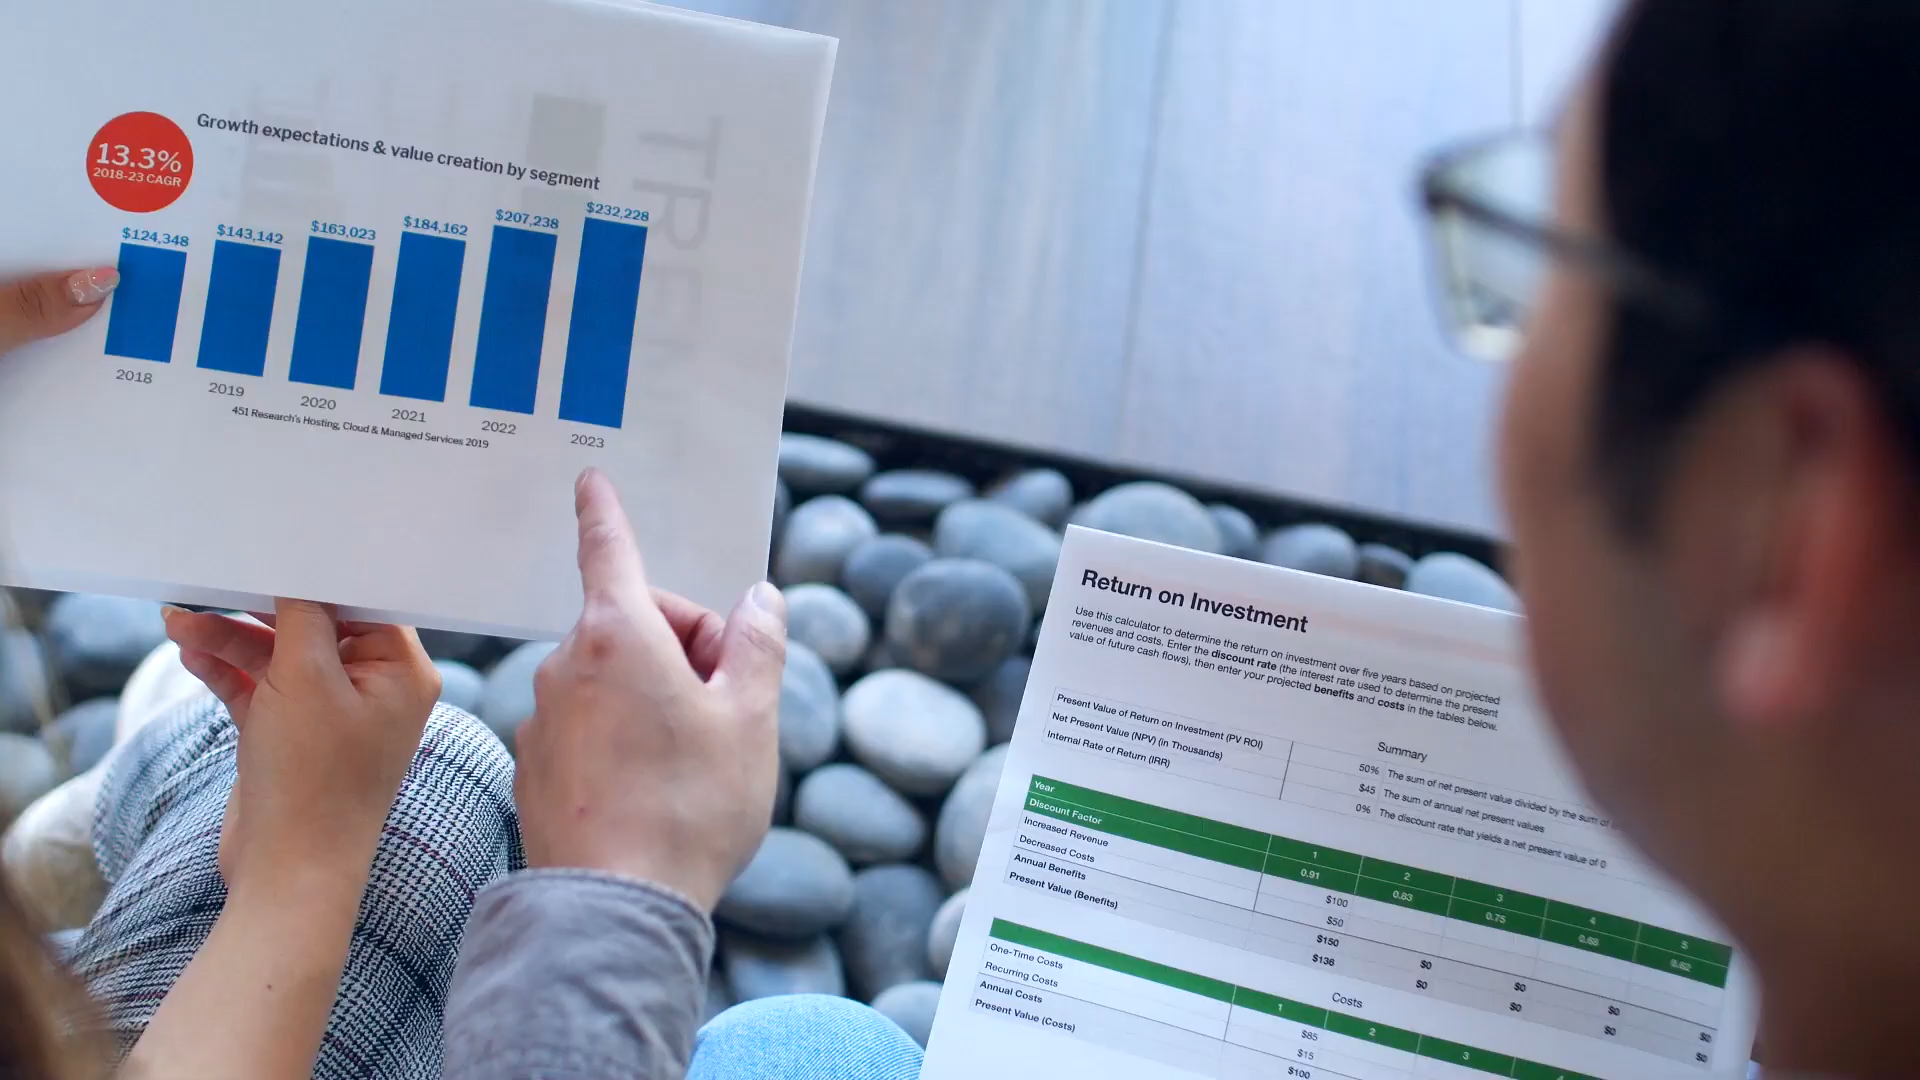 Growth expectations & value creation by segment
13.3%
2018-23 CAGR
$124,348 $143,142 $163,023 $184,162 $207,238 $232,228
2018 2019 2020 2021 2022 2023
451 Research's Hosting, Cloud & Managed Services 2019
TRE
Return on Investment
Use this calculator to determine the return on investment over five years based on projected
revenues and costs. Enter the discount rate (the interest rate used to determine the present
value of future cash flows), then enter your projected benefits and costs in the tables below.
Summary
Present Value of Return on Investment (PV ROI) 50% The sum of net present value divided by the sum of
Net Present Value (NPV) (in Thousands) $45 The sum of annual net present values
Internal Rate of Return (IRR) 0% The discount rate that yields a net present value of 0
Year 1 2 3 4 5
Discount Factor 0.91 0.83 0.75 0.68 0.62
Increased Revenue $100
Decreased Costs $50
Annual Benefits $150 $0 $0 $0 $0
Present Value (Benefits) $136 $0 $0 $0 $0
Costs
1 2 3 4
One-Time Costs $85
Recurring Costs $15
Annual Costs $100
Present Value (Costs)